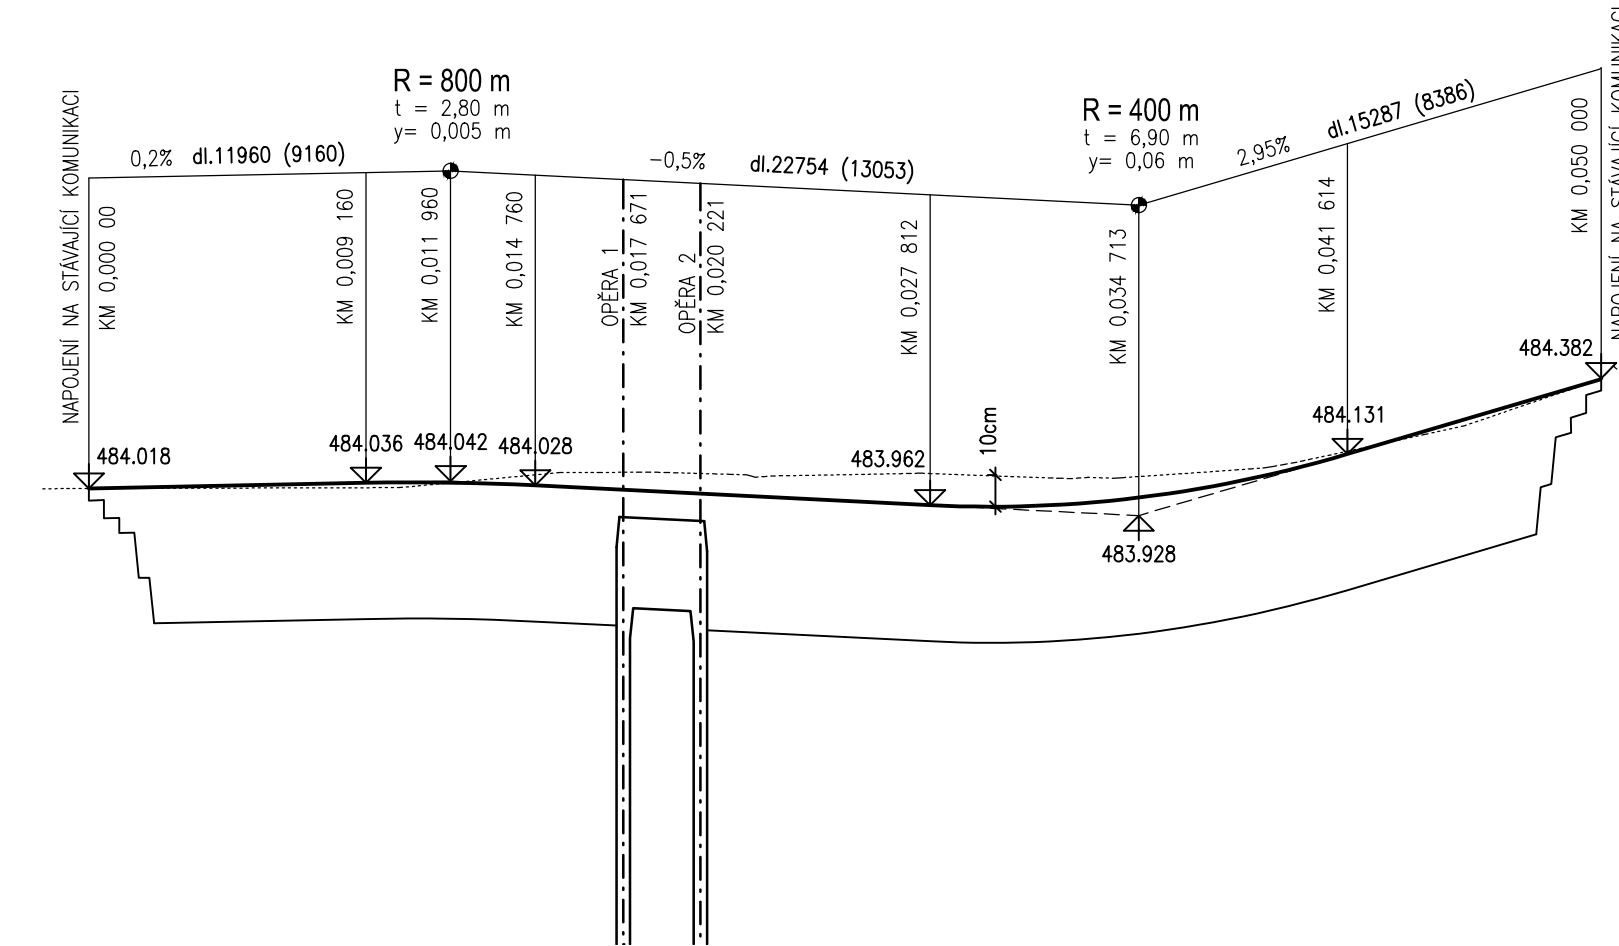 R = 800 m
t = 2,80 m
y= 0,005 m
R = 400 m
t = 6,90 m
y= 0,06 m
0,2%
dl.11960 (9160)
-0,5%
dl.22754 (13053)
2,95%
dl.15287 (8386)
NAPOJENÍ NA STÁVAJÍCÍ KOMUNIKACI
KM 0,000 00
KM 0,009 160
KM 0,011 960
KM 0,014 760
OPĚRA 1
KM 0,017 671
OPĚRA 2
KM 0,020 221
KM 0,027 812
KM 0,034 713
KM 0,041 614
KM 0,050 000
NAPOJENÍ NA STÁVAJÍCÍ KOMUNIKACI
484.018
484.036
484.042
484.028
483.962
10cm
483.928
484.131
484.382